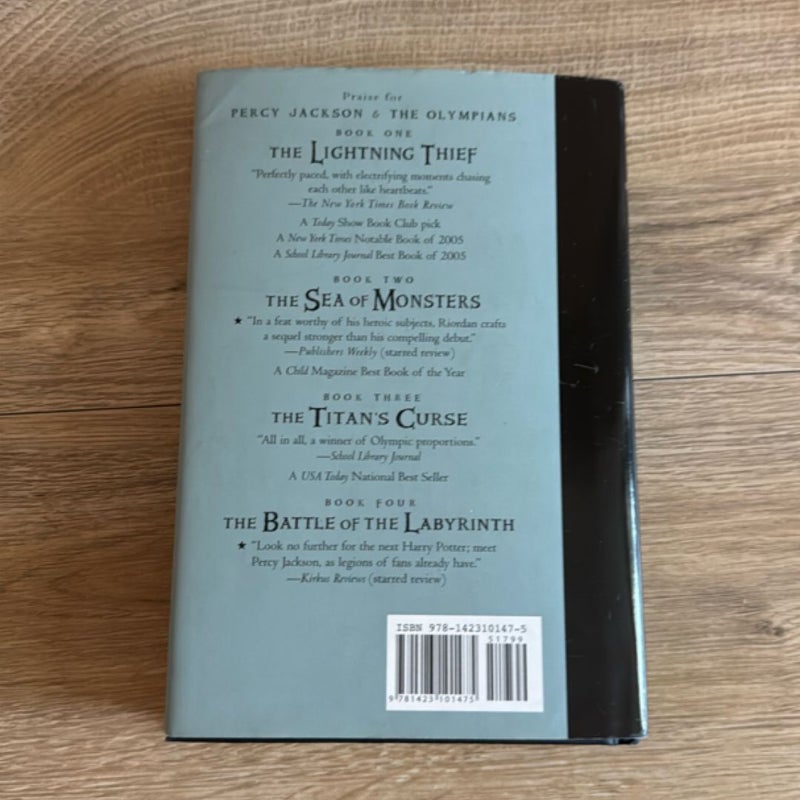 Praise for
PERCY JACKSON & THE OLYMPIANS
BOOK ONE
THE LIGHTNING THIEF
"Perfectly paced, with electrifying moments chasing
each other like heartbeats."
—The New York Times Book Review
A Today Show Book Club pick
A New York Times Notable Book of 2005
A School Library Journal Best Book of 2005
BOOK TWO
THE SEA OF MONSTERS
★ "In a feat worthy of his heroic subjects, Riordan crafts
a sequel stronger than his compelling debut."
—Publishers Weekly (starred review)
A Child Magazine Best Book of the Year
BOOK THREE
THE TITAN'S CURSE
"All in all, a winner of Olympic proportions."
—School Library Journal
A USA Today National Best Seller
BOOK FOUR
THE BATTLE OF THE LABYRINTH
★ "Look no further for the next Harry Potter; meet
Percy Jackson, as legions of fans already have."
—Kirkus Reviews (starred review)
ISBN 978-142310147-5
51799
9 781423 101475